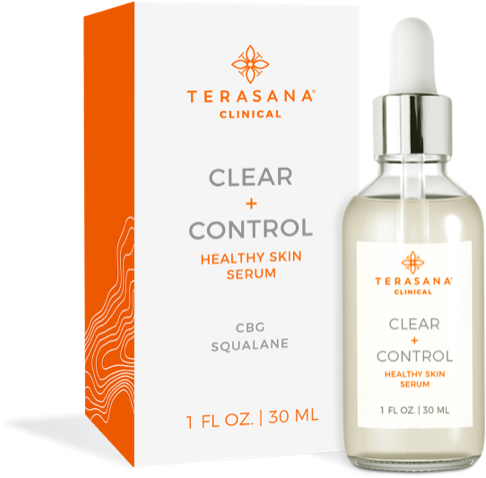 TERASANA®
CLINICAL
CLEAR
+
CONTROL
HEALTHY SKIN
SERUM
CBG
SQUALANE
1 FL OZ. | 30 ML
TERASANA®
CLINICAL
CLEAR
+
CONTROL
HEALTHY SKIN
SERUM
1 FL OZ. | 30 ML